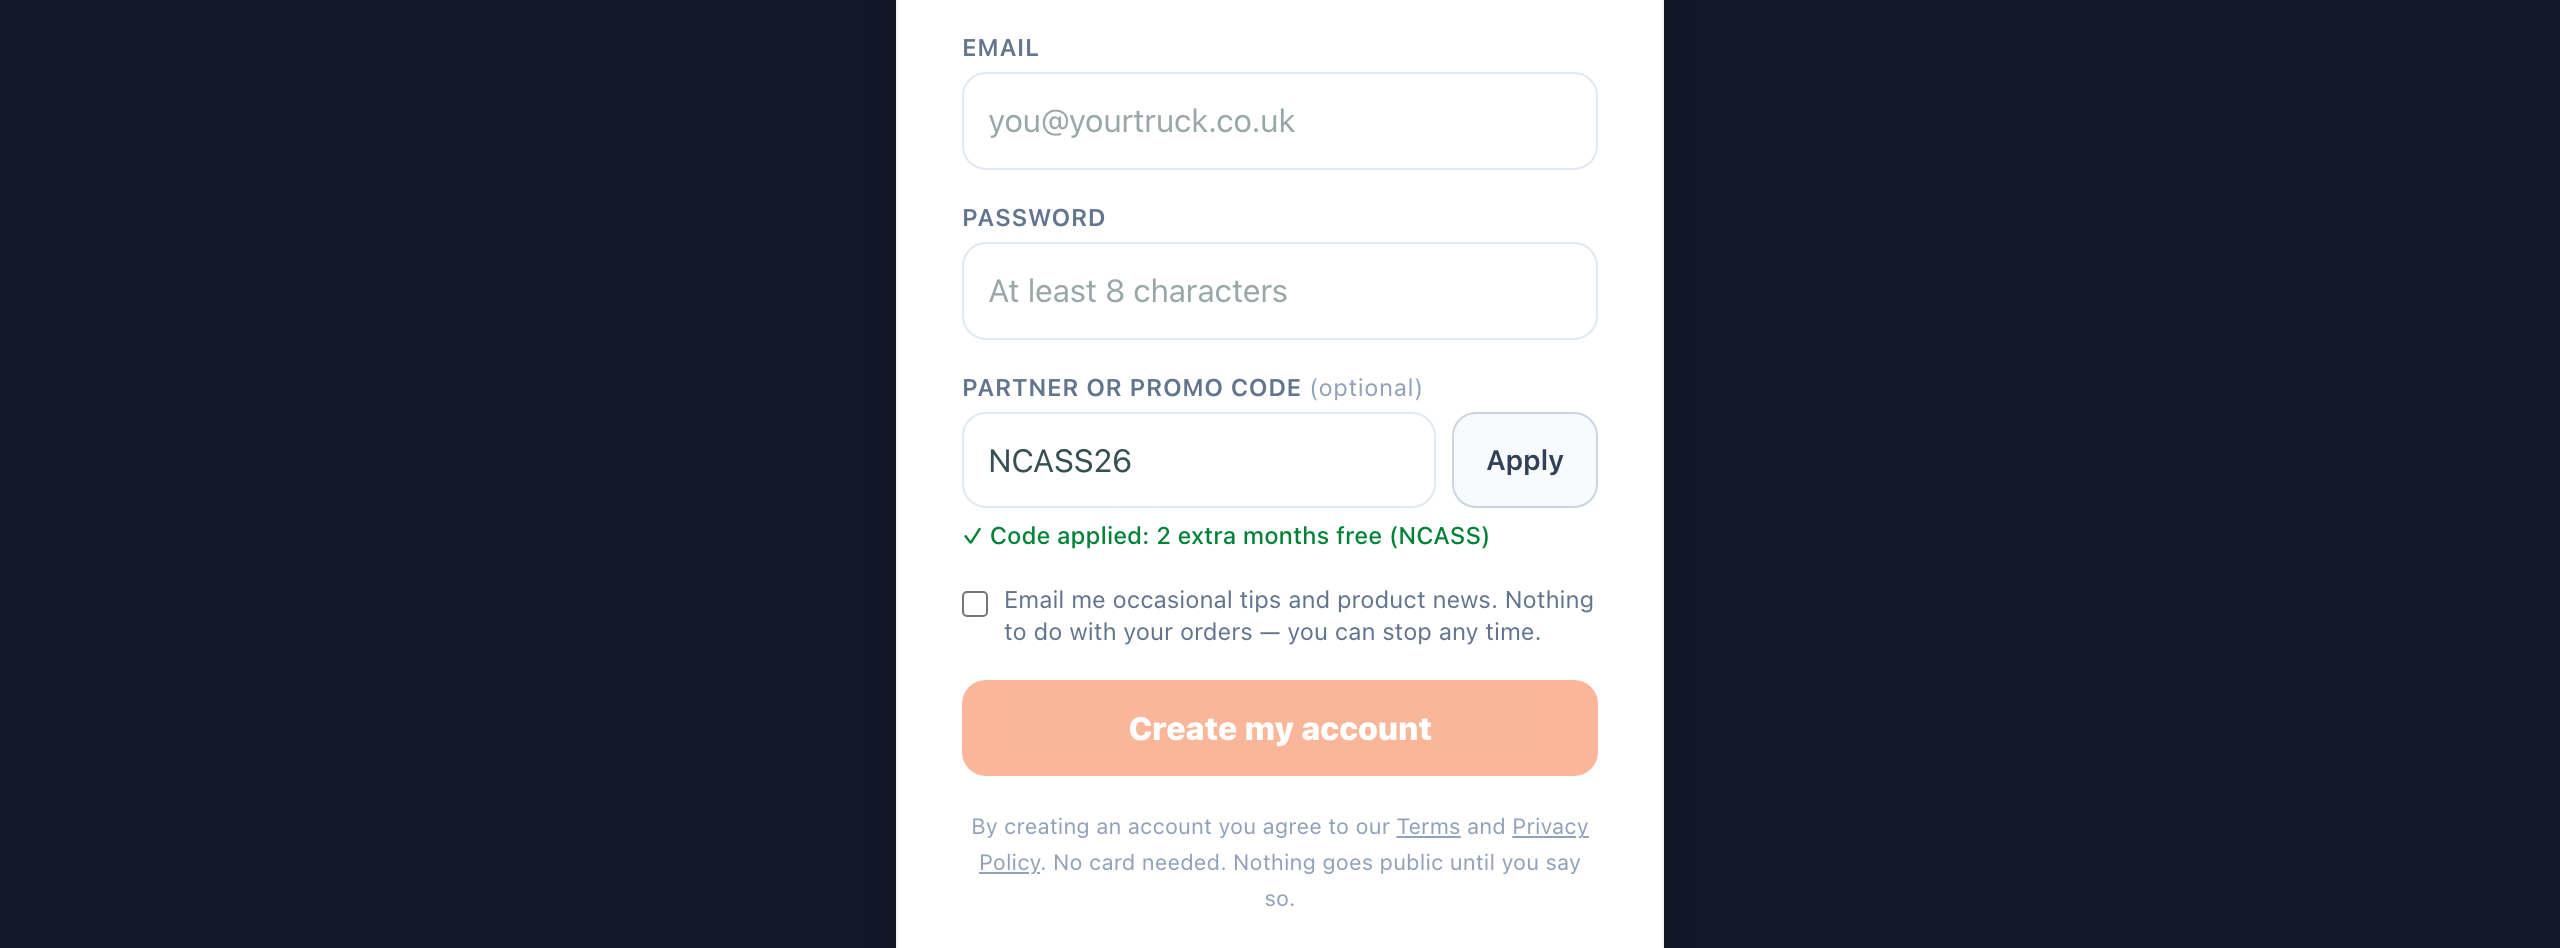 EMAIL
you@yourtruck.co.uk
PASSWORD
At least 8 characters
PARTNER OR PROMO CODE (optional)
NCASS26
Apply
✓ Code applied: 2 extra months free (NCASS)
Email me occasional tips and product news. Nothing
to do with your orders — you can stop any time.
Create my account
By creating an account you agree to our Terms and Privacy
Policy. No card needed. Nothing goes public until you say
so.